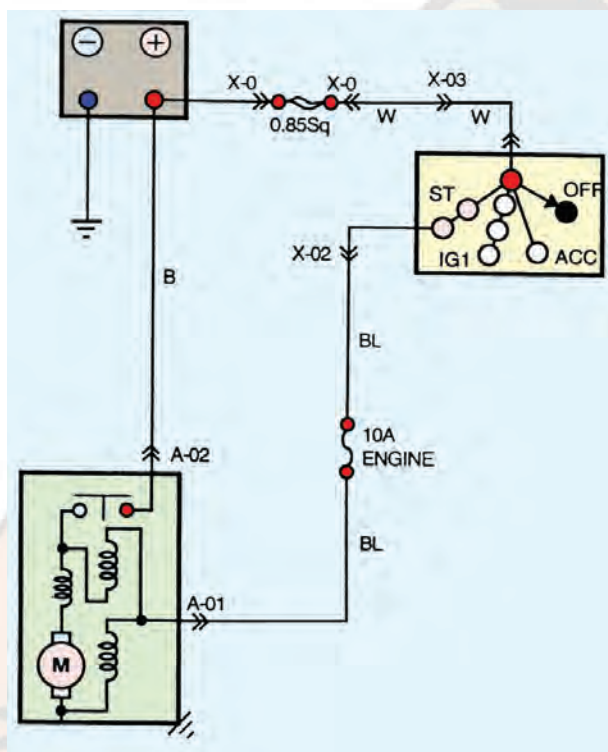 − +
X-0 X-0 X-03
0.85Sq W W
ST OFF
X-02 IG1 ACC
B
BL
10A
ENGINE
A-02
BL
A-01
M